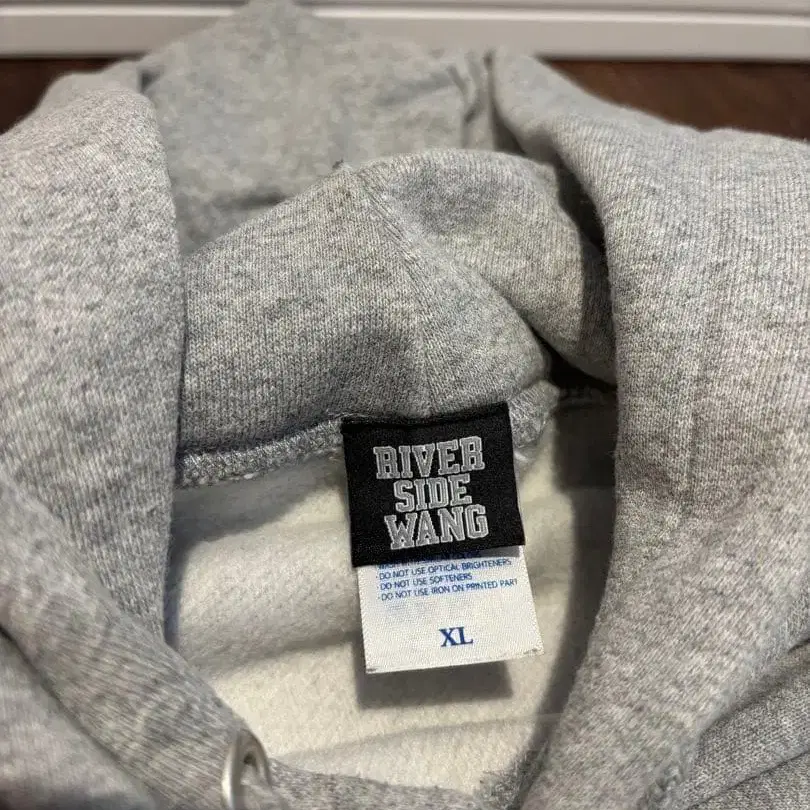 RIVER
SIDE
WANG
· DO NOT USE OPTICAL BRIGHTENERS
· DO NOT USE SOFTENERS
· DO NOT USE IRON ON PRINTED PART
XL